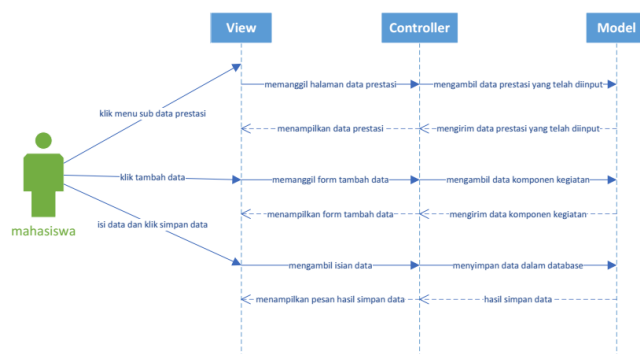 View
Controller
Model
memanggil halaman data prestasi
mengambil data prestasi yang telah diinput
klik menu sub data prestasi
menampilkan data prestasi
mengirim data prestasi yang telah diinput
klik tambah data
memanggil form tambah data
mengambil data komponen kegiatan
menampilkan form tambah data
mengirim data komponen kegiatan
mahasiswa
isi data dan klik simpan data
mengambil isian data
menyimpan data dalam database
menampilkan pesan hasil simpan data
hasil simpan data